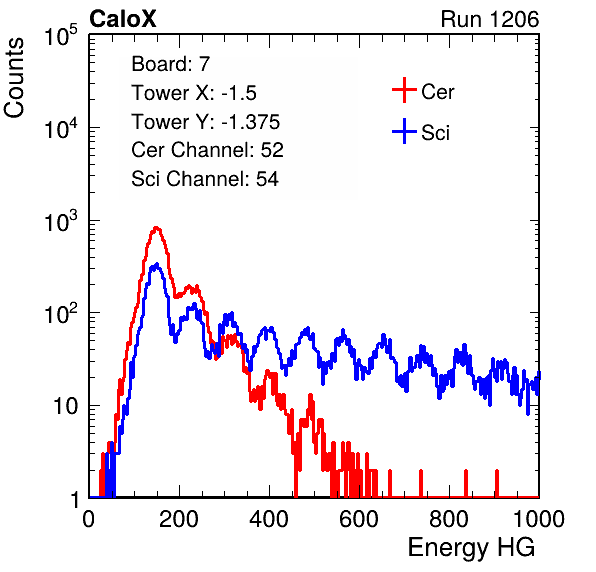 CaloX Run 1206
Counts
Board: 7
Tower X: -1.5
Tower Y: -1.375
Cer Channel: 52
Sci Channel: 54
Cer
Sci
10^5
10^4
10^3
10^2
10
1
0 200 400 600 800 1000
Energy HG